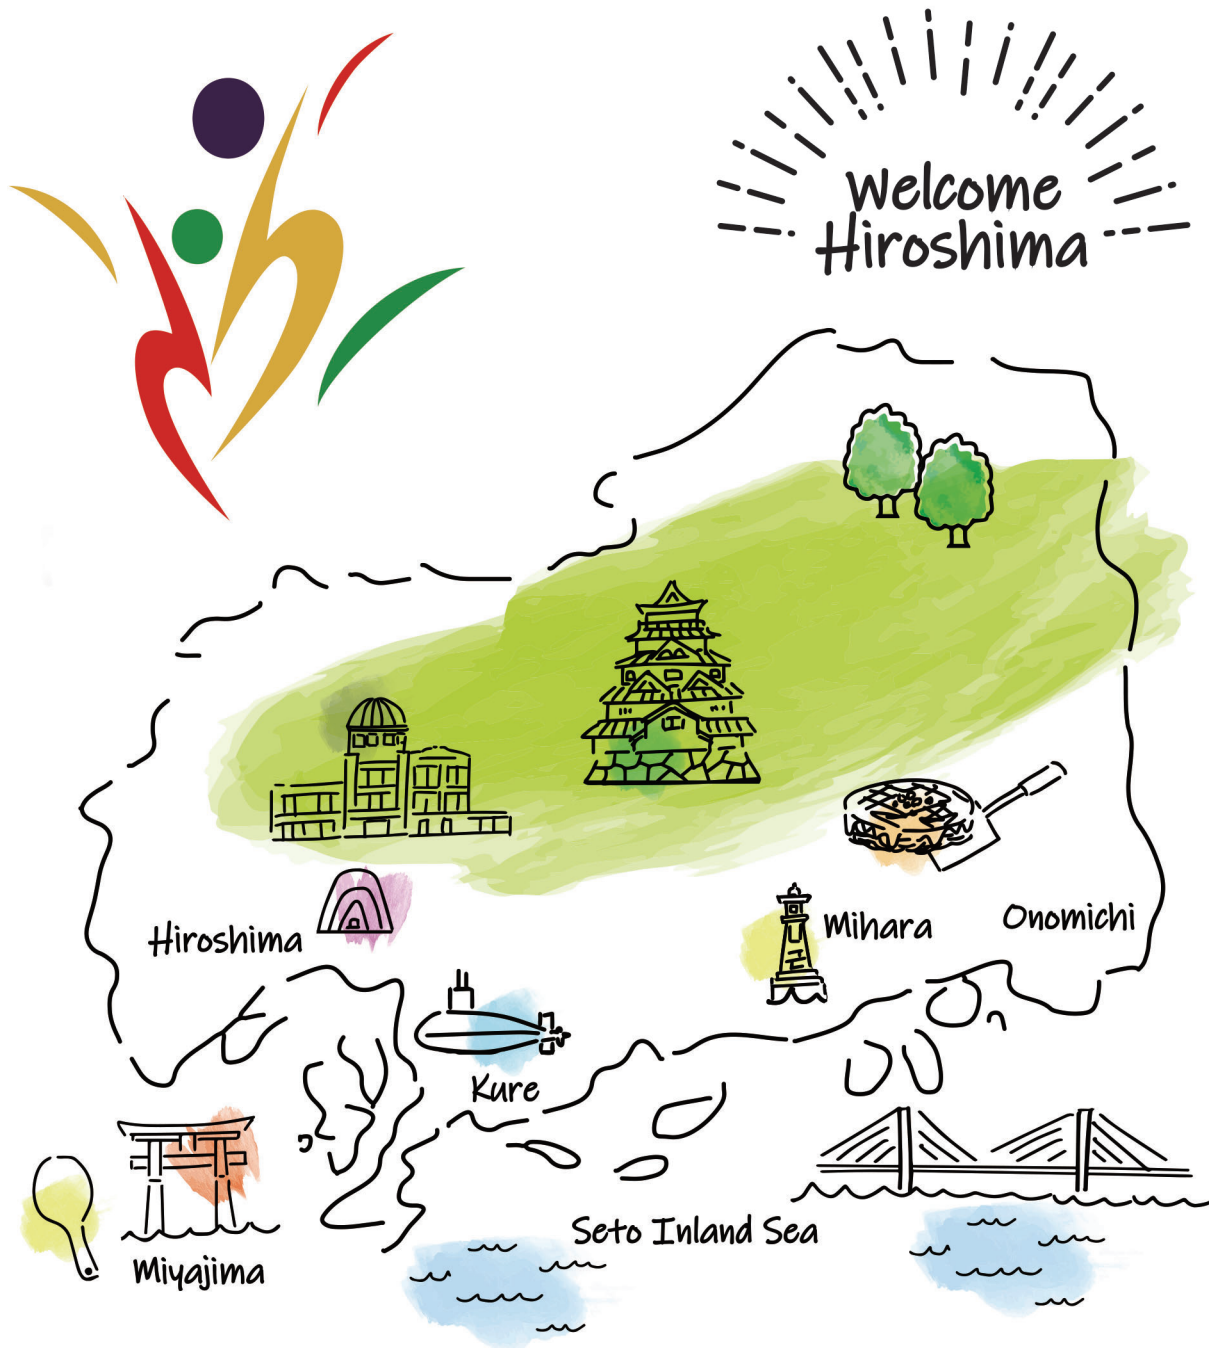 Welcome
Hiroshima
Hiroshima
Mihara
Onomichi
Kure
Seto Inland Sea
Miyajima